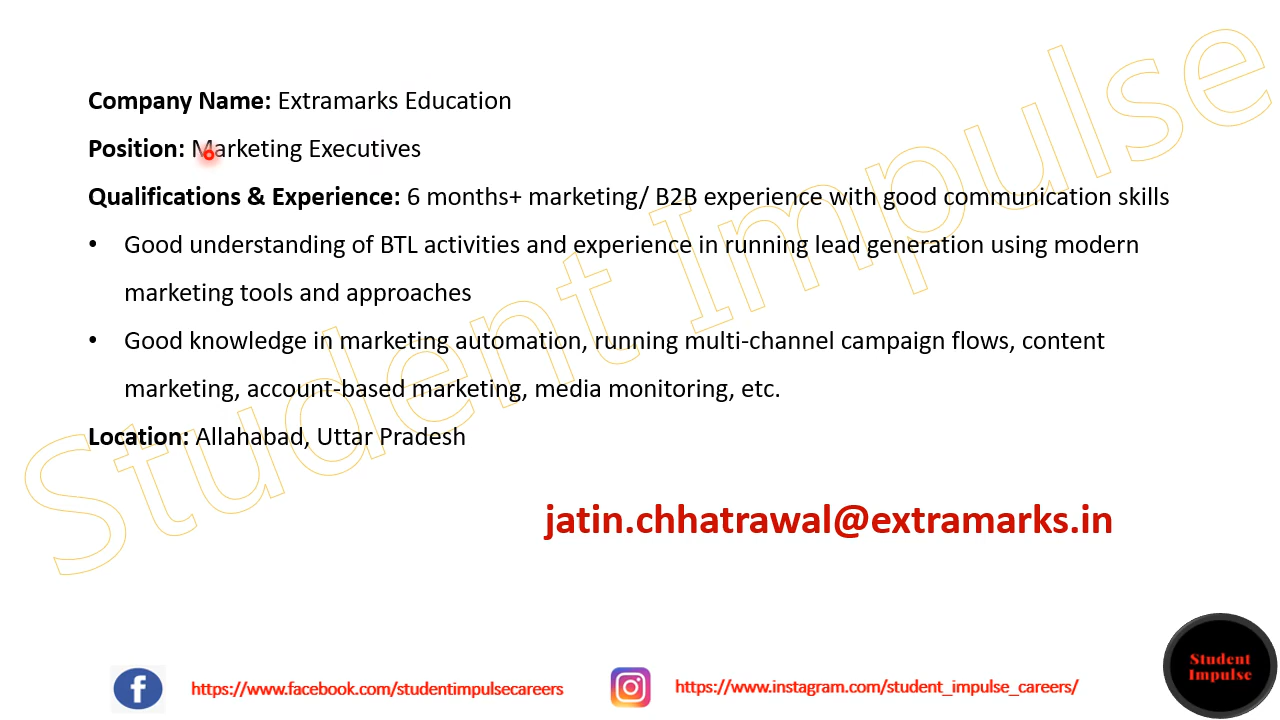 Company Name: Extramarks Education
Position: Marketing Executives
Qualifications & Experience: 6 months+ marketing/ B2B experience with good communication skills
• Good understanding of BTL activities and experience in running lead generation using modern
marketing tools and approaches
• Good knowledge in marketing automation, running multi-channel campaign flows, content
marketing, account-based marketing, media monitoring, etc.
Location: Allahabad, Uttar Pradesh
Student Impulse
jatin.chhatrawal@extramarks.in
https://www.facebook.com/studentimpulsecareers
https://www.instagram.com/student_impulse_careers/
Student
Impulse